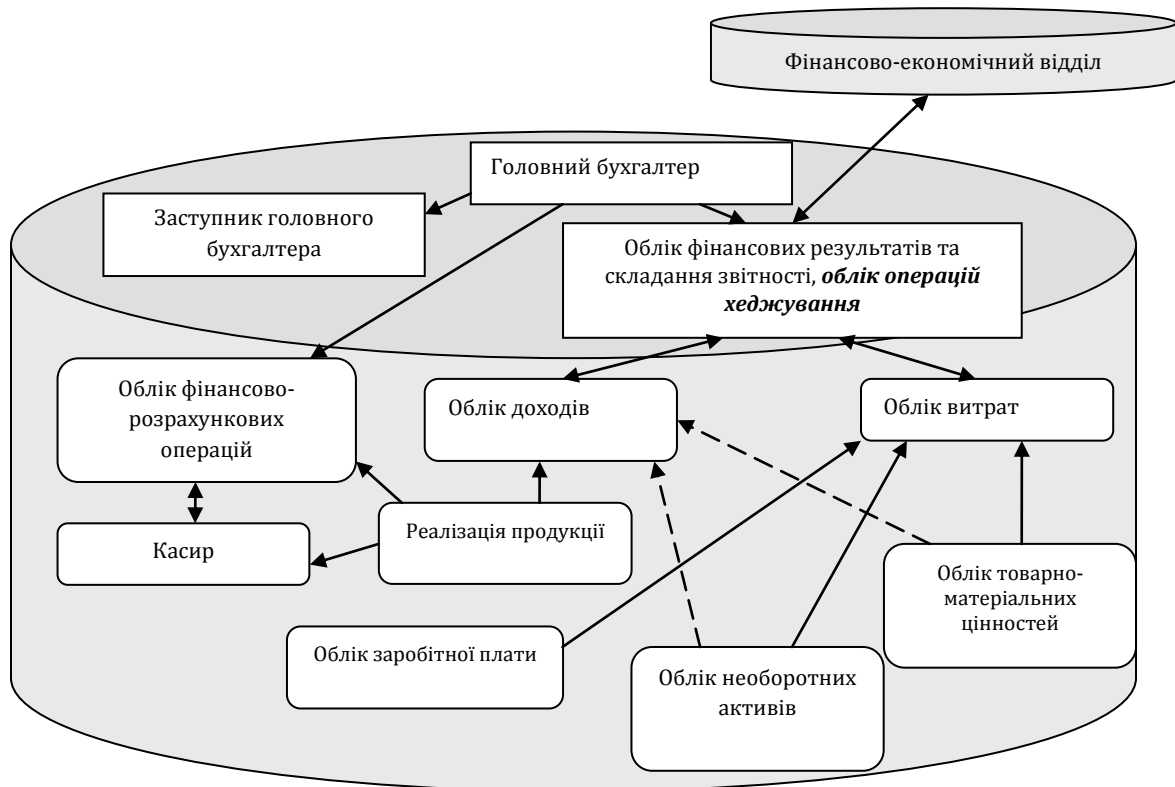 Фінансово-економічний відділ
Головний бухгалтер
Заступник головного
бухгалтера
Облік фінансових результатів та
складання звітності, облік операцій
хеджування
Облік фінансово-
розрахункових
операцій
Облік доходів
Облік витрат
Касир
Реалізація продукції
Облік товарно-
матеріальних
цінностей
Облік заробітної плати
Облік необоротних
активів